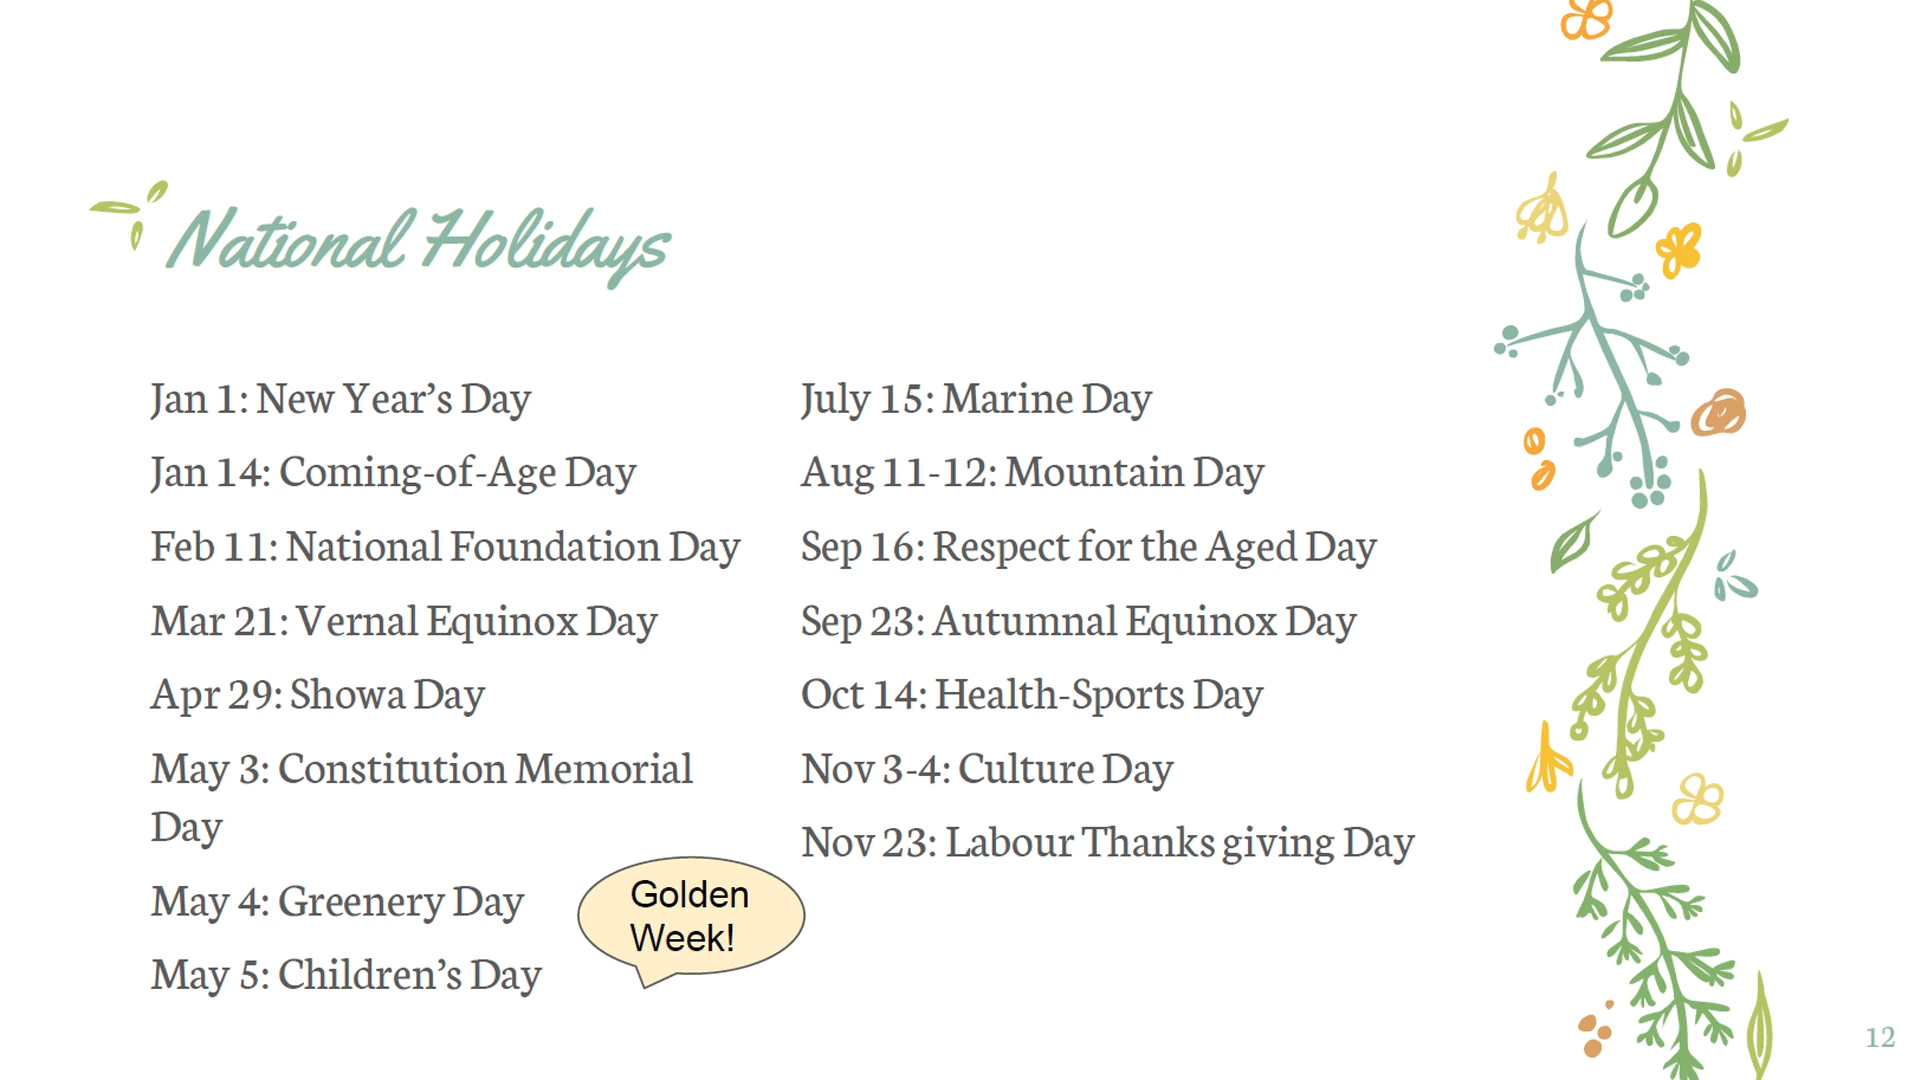 National Holidays
Jan 1: New Year’s Day
Jan 14: Coming-of-Age Day
Feb 11: National Foundation Day
Mar 21: Vernal Equinox Day
Apr 29: Showa Day
May 3: Constitution Memorial
Day
May 4: Greenery Day
May 5: Children’s Day
Golden
Week!
July 15: Marine Day
Aug 11-12: Mountain Day
Sep 16: Respect for the Aged Day
Sep 23: Autumnal Equinox Day
Oct 14: Health-Sports Day
Nov 3-4: Culture Day
Nov 23: Labour Thanks giving Day
12